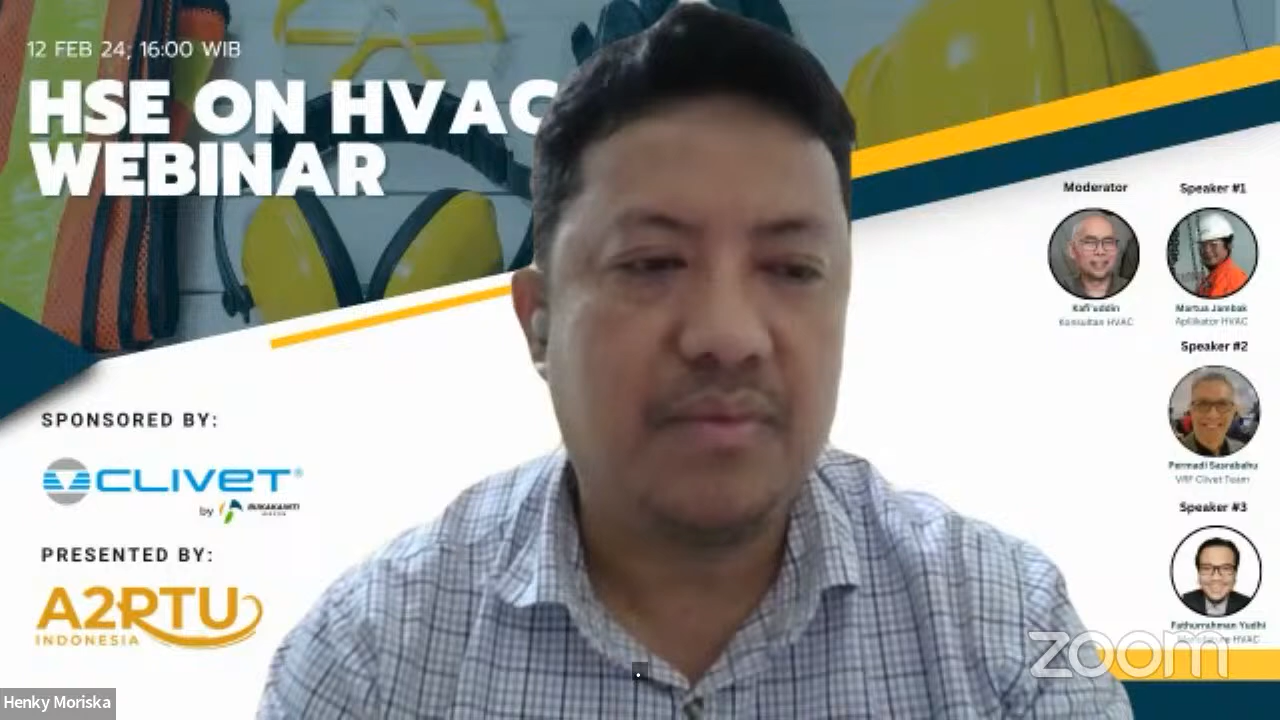 12 FEB 24; 16:00 WIB
HSE ON HVAC
WEBINAR
Moderator
Speaker #1
Kafi'uddin
Konsultan HVAC
Martua Jambak
Aplikator HVAC
Speaker #2
Permadi Sasrabahu
VRF Clivet Team
Speaker #3
Fathurrahman Yudhi
HVAC
SPONSORED BY:
CLIVET
by
PRESENTED BY:
A2RTU
INDONESIA
zoom
Henky Moriska